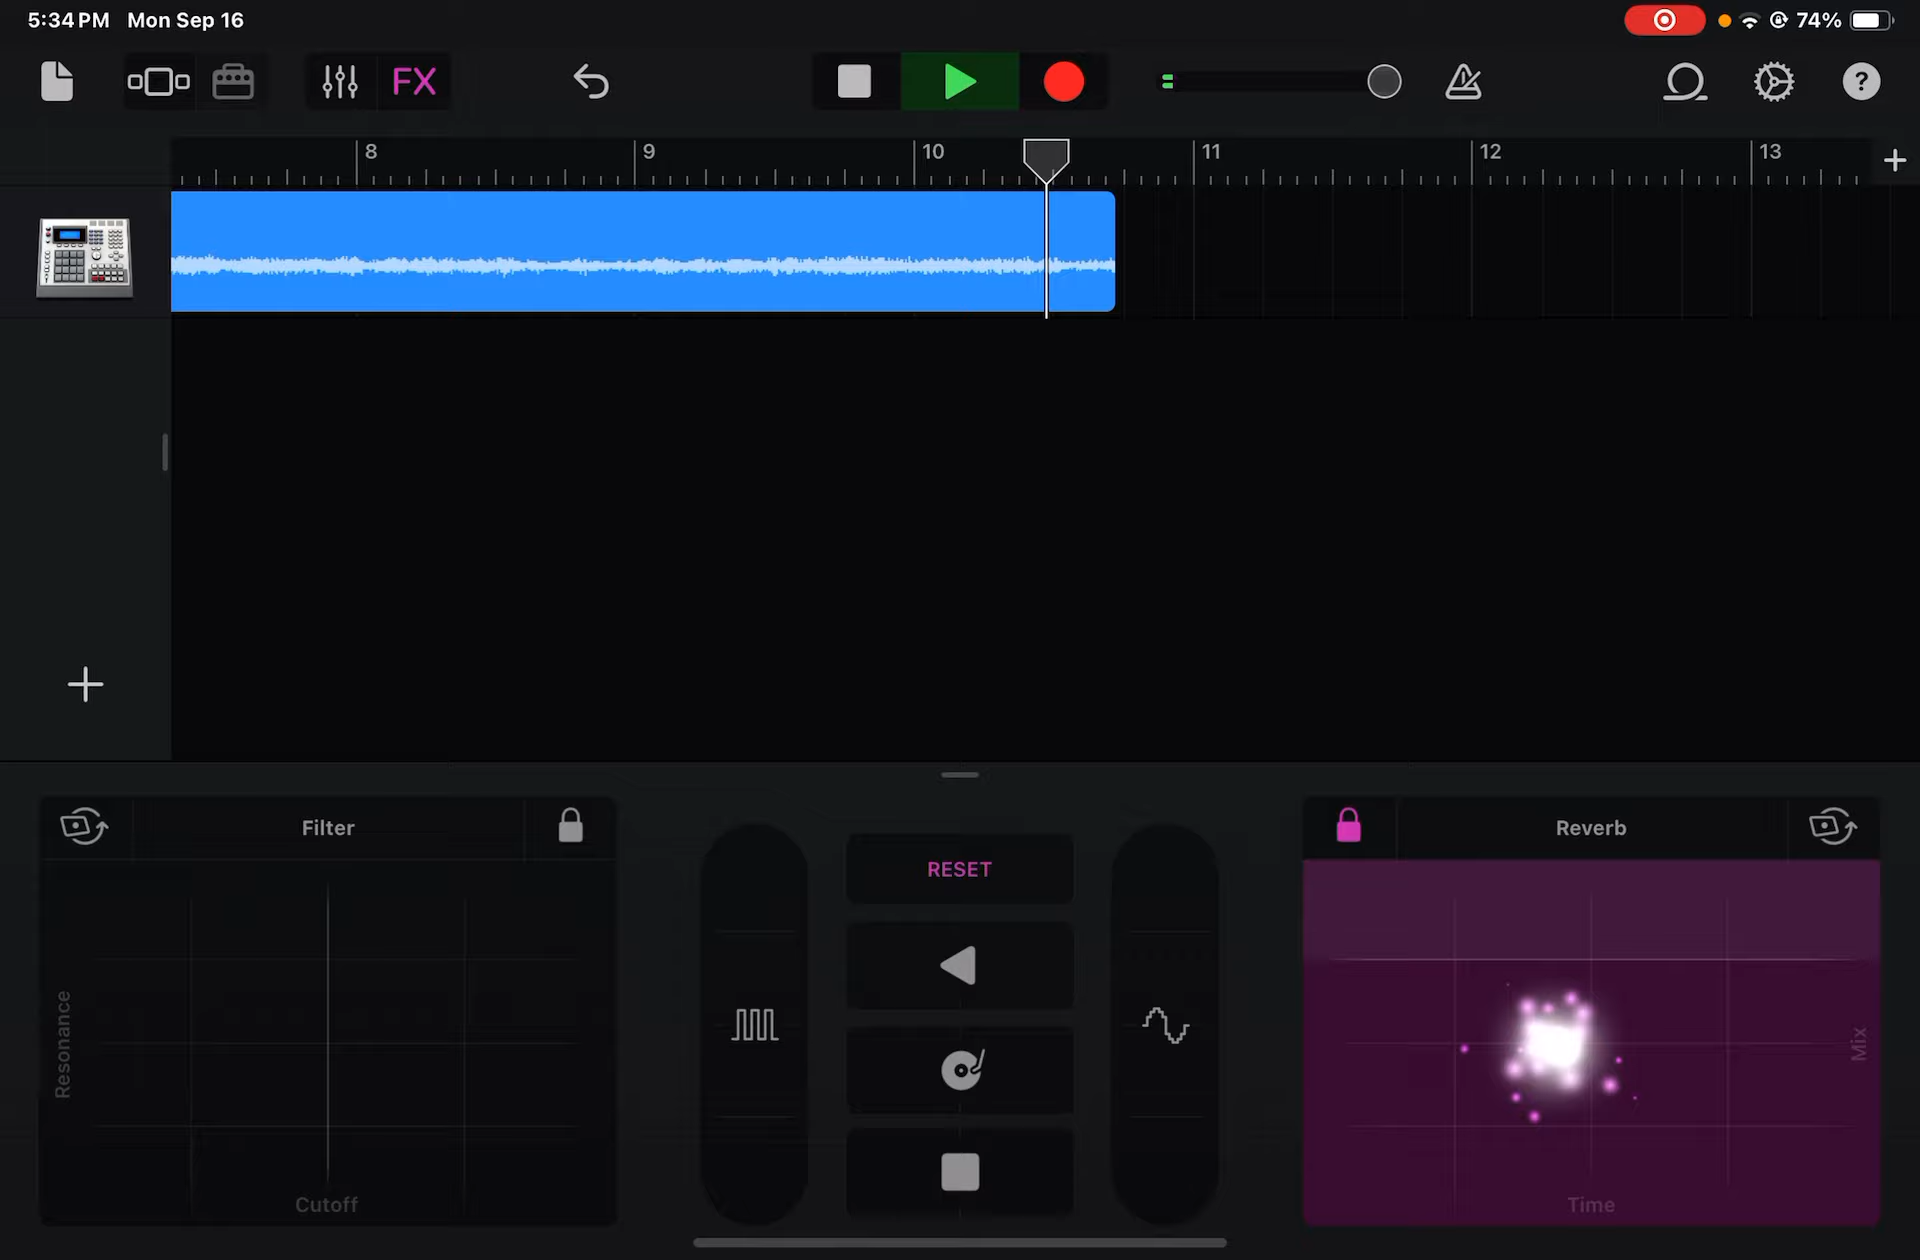 5:34 PM Mon Sep 16
74%
FX
?
8 9 10 11 12 13
Filter
Resonance
Cutoff
RESET
Reverb
Mix
Time